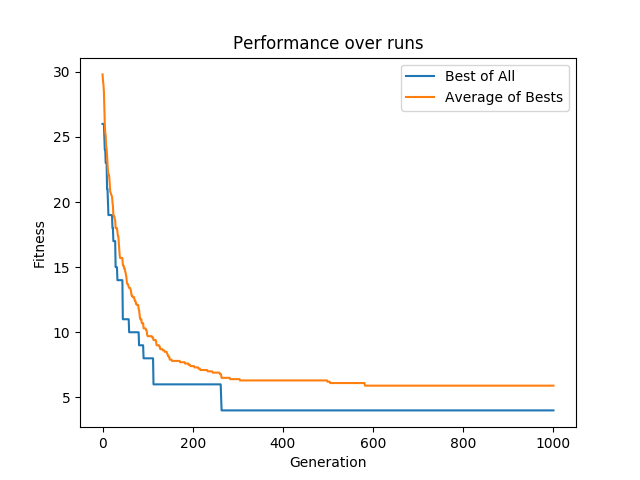 Performance over runs
Best of All
Average of Bests
30
25
20
15
10
5
Fitness
0 200 400 600 800 1000
Generation